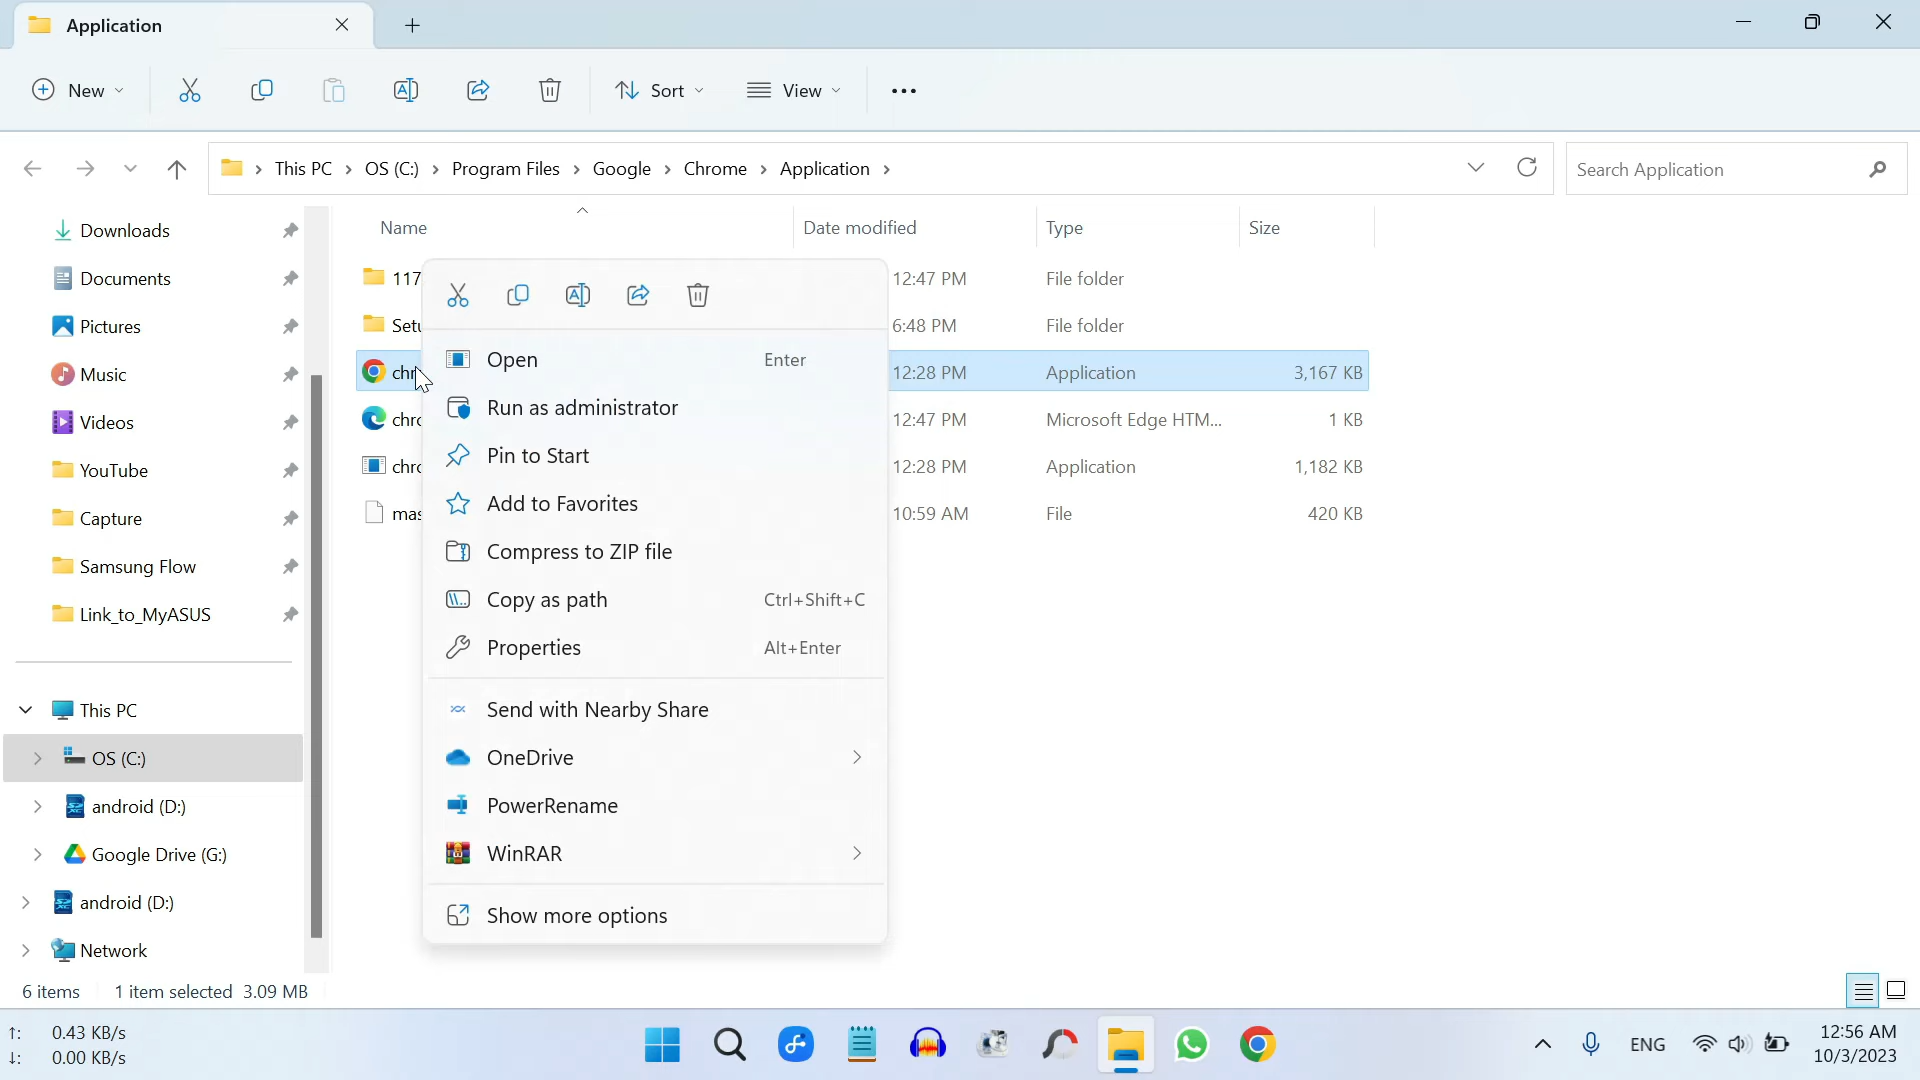 Application
New
Sort
View
This PC > OS (C:) > Program Files > Google > Chrome > Application >
Search Application
Name Date modified Type Size
Downloads
Documents
Pictures
Music
Videos
YouTube
Capture
Samsung Flow
Link_to_MyASUS
This PC
OS (C:)
android (D:)
Google Drive (G:)
android (D:)
Network
117 12:47 PM File folder
6:48 PM File folder
12:28 PM Application 3,167 KB
12:47 PM Microsoft Edge HTM... 1 KB
12:28 PM Application 1,182 KB
10:59 AM File 420 KB
Open Enter
Run as administrator
Pin to Start
Add to Favorites
Compress to ZIP file
Copy as path Ctrl+Shift+C
Properties Alt+Enter
Send with Nearby Share
OneDrive
PowerRename
WinRAR
Show more options
6 items 1 item selected 3.09 MB
↑: 0.43 KB/s
↓: 0.00 KB/s
ENG
12:56 AM
10/3/2023